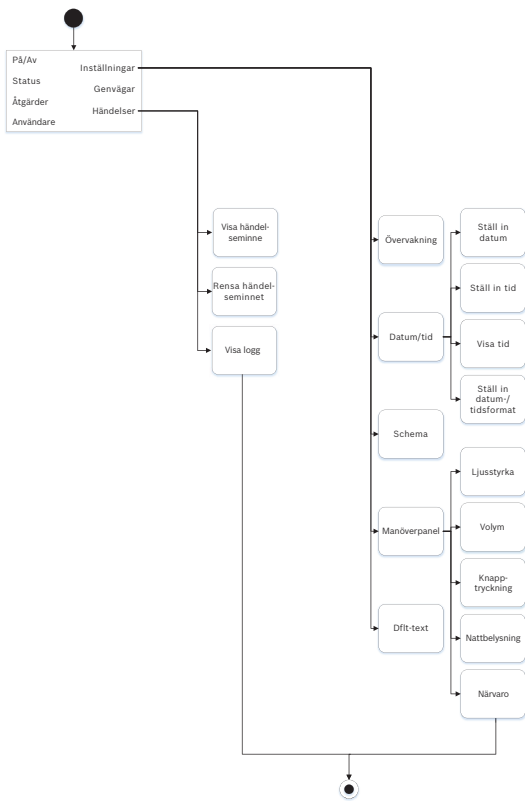 På/Av
Status
Åtgärder
Användare
Inställningar
Genvägar
Händelser
Visa händel-
seminne
Rensa händel-
seminnet
Visa logg
Övervakning
Datum/tid
Schema
Manöverpanel
Dflt-text
Ställ in
datum
Ställ in tid
Visa tid
Ställ in
datum-/
tidsformat
Ljusstyrka
Volym
Knapp-
tryckning
Nattbelysning
Närvaro